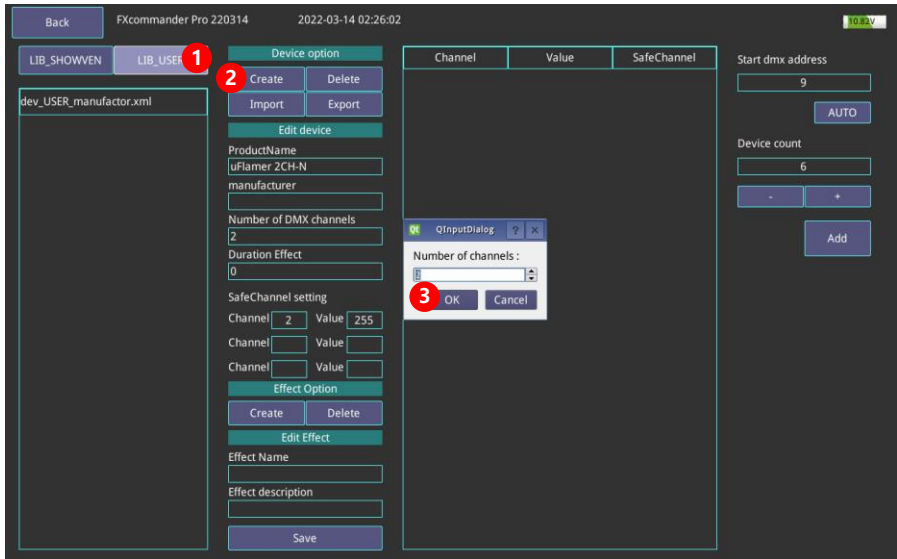 Back FXcommander Pro 220314 2022-03-14 02:26:02 10.82V
LIB_SHOWVEN LIB_USER 1
dev_USER_manufactor.xml
Device option
2 Create Delete
Import Export
Edit device
ProductName
uFlamer 2CH-N
manufacturer
Number of DMX channels
2
Duration Effect
0
SafeChannel setting
Channel 2 Value 255
Channel Value
Channel Value
Effect Option
Create Delete
Edit Effect
Effect Name
Effect description
Save
Channel Value SafeChannel
Qt QInputDialog ? ×
Number of channels :
3 OK Cancel
Start dmx address
9
AUTO
Device count
6
- +
Add